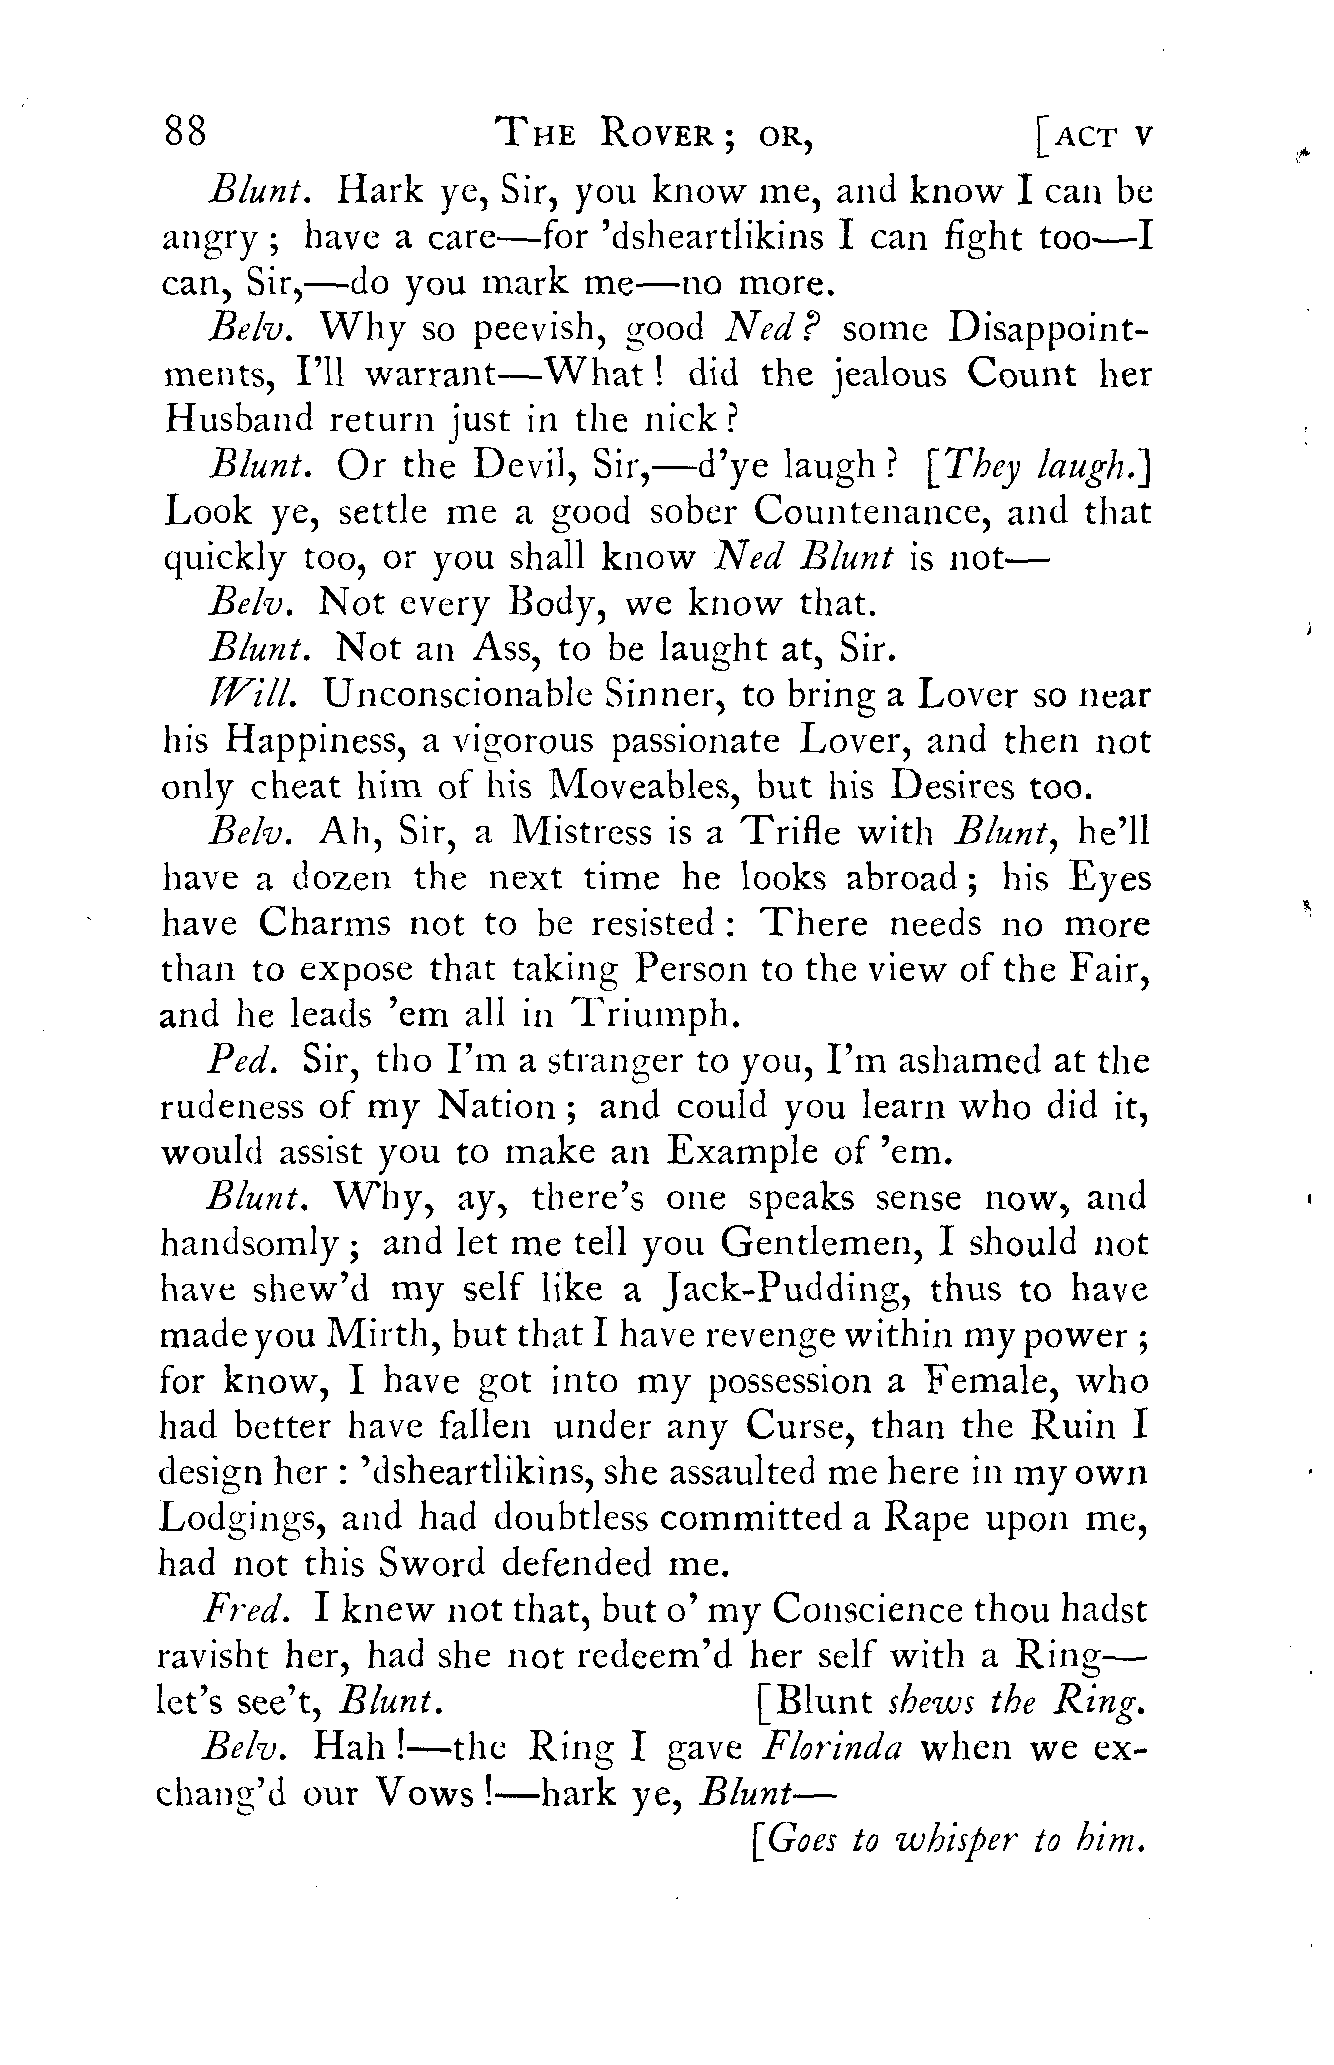 88 THE ROVER; OR, [ACT V
Blunt. Hark ye, Sir, you know me, and know I can be
angry; have a care—for 'dsheartlikins I can fight too—I
can, Sir,—do you mark me—no more.
Belv. Why so peevish, good Ned? some Disappoint-
ments, I'll warrant—What! did the jealous Count her
Husband return just in the nick?
Blunt. Or the Devil, Sir,—d'ye laugh? [They laugh.]
Look ye, settle me a good sober Countenance, and that
quickly too, or you shall know Ned Blunt is not—
Belv. Not every Body, we know that.
Blunt. Not an Ass, to be laught at, Sir.
Will. Unconscionable Sinner, to bring a Lover so near
his Happiness, a vigorous passionate Lover, and then not
only cheat him of his Moveables, but his Desires too.
Belv. Ah, Sir, a Mistress is a Trifle with Blunt, he'll
have a dozen the next time he looks abroad; his Eyes
have Charms not to be resisted: There needs no more
than to expose that taking Person to the view of the Fair,
and he leads 'em all in Triumph.
Ped. Sir, tho I'm a stranger to you, I'm ashamed at the
rudeness of my Nation; and could you learn who did it,
would assist you to make an Example of 'em.
Blunt. Why, ay, there's one speaks sense now, and
handsomly; and let me tell you Gentlemen, I should not
have shew'd my self like a Jack-Pudding, thus to have
made you Mirth, but that I have revenge within my power;
for know, I have got into my possession a Female, who
had better have fallen under any Curse, than the Ruin I
design her: 'dsheartlikins, she assaulted me here in my own
Lodgings, and had doubtless committed a Rape upon me,
had not this Sword defended me.
Fred. I knew not that, but o' my Conscience thou hadst
ravisht her, had she not redeem'd her self with a Ring—
let's see't, Blunt. [Blunt shews the Ring.
Belv. Hah!—the Ring I gave Florinda when we ex-
chang'd our Vows!—hark ye, Blunt—
[Goes to whisper to him.